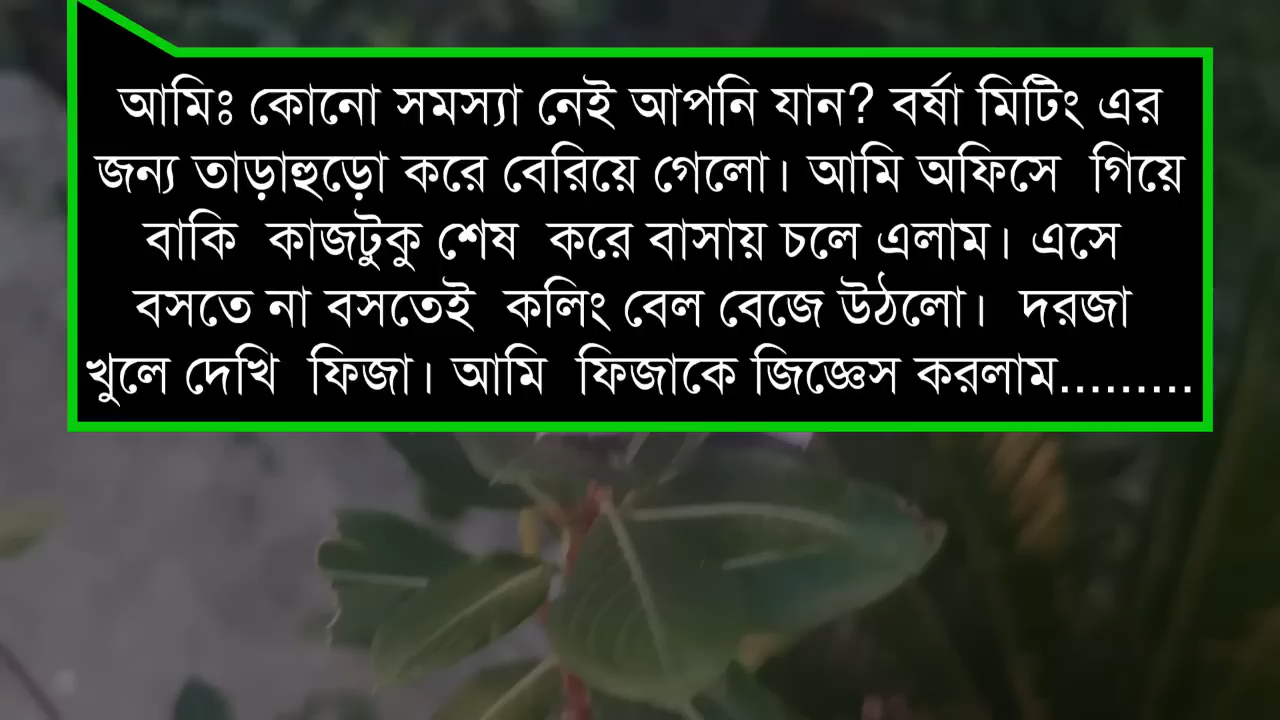 আমিঃ কোনো সমস্যা নেই আপনি যান? বর্ষা মিটিং এর
জন্য তাড়াহুড়ো করে বেরিয়ে গেলো। আমি অফিসে গিয়ে
বাকি কাজটুকু শেষ করে বাসায় চলে এলাম। এসে
বসতে না বসতেই কলিং বেল বেজে উঠলো। দরজা
খুলে দেখি ফিজা। আমি ফিজাকে জিজ্ঞেস করলাম.........